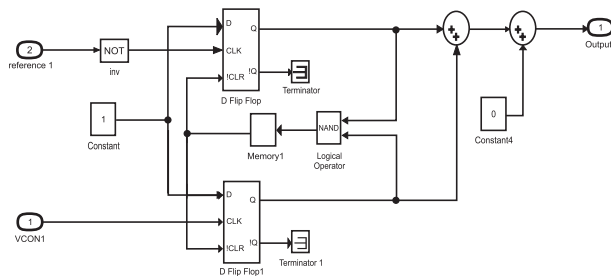 D
Q
2
NOT
CLK
reference 1
inv
!CLR
!Q
D Flip Flop
Terminator
1
Output
1
Constant
NAND
Memory1
Logical
Operator
0
Constant4
D
Q
1
CLK
VCON1
!CLR
!Q
D Flip Flop1
Terminator 1